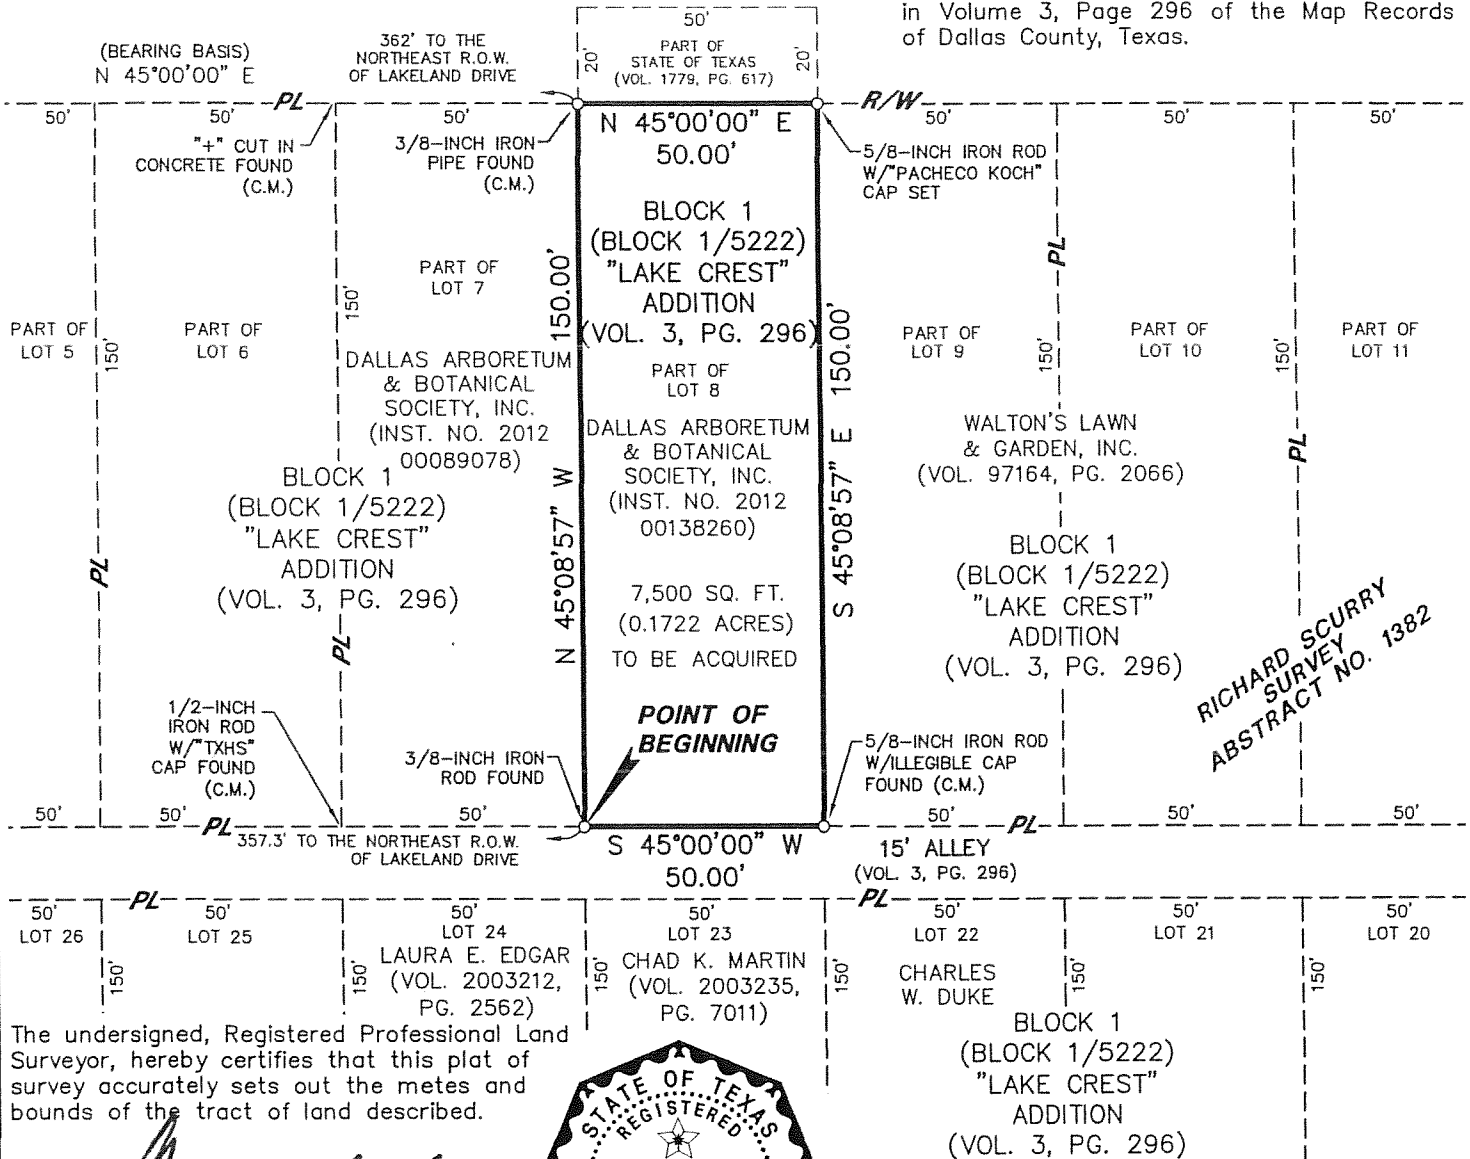 in Volume 3, Page 296 of the Map Records
of Dallas County, Texas.
(BEARING BASIS)
N 45°00'00" E
362' TO THE
NORTHEAST R.O.W.
OF LAKELAND DRIVE
50'
20'
PART OF
STATE OF TEXAS
(VOL. 1779, PG. 617)
20'
PL
R/W
50'
50'
50'
50'
50'
50'
"+" CUT IN
CONCRETE FOUND
(C.M.)
3/8-INCH IRON
PIPE FOUND
(C.M.)
N 45°00'00" E
50.00'
5/8-INCH IRON ROD
W/"PACHECO KOCH"
CAP SET
BLOCK 1
(BLOCK 1/5222)
"LAKE CREST"
ADDITION
(VOL. 3, PG. 296)
PART OF
LOT 8
DALLAS ARBORETUM
& BOTANICAL
SOCIETY, INC.
(INST. NO. 2012
00138260)
7,500 SQ. FT.
(0.1722 ACRES)
TO BE ACQUIRED
POINT OF
BEGINNING
PART OF
LOT 5
150'
PART OF
LOT 6
150'
PART OF
LOT 7
DALLAS ARBORETUM
& BOTANICAL
SOCIETY, INC.
(INST. NO. 2012
00089078)
BLOCK 1
(BLOCK 1/5222)
"LAKE CREST"
ADDITION
(VOL. 3, PG. 296)
PL
PL
N 45°08'57" W 150.00'
S 45°08'57" E 150.00'
PART OF
LOT 9
150'
PART OF
LOT 10
150'
PART OF
LOT 11
PL
PL
WALTON'S LAWN
& GARDEN, INC.
(VOL. 97164, PG. 2066)
BLOCK 1
(BLOCK 1/5222)
"LAKE CREST"
ADDITION
(VOL. 3, PG. 296)
RICHARD SCURRY
SURVEY
ABSTRACT NO. 1382
1/2-INCH
IRON ROD
W/"TXHS"
CAP FOUND
(C.M.)
3/8-INCH IRON
ROD FOUND
5/8-INCH IRON ROD
W/ILLEGIBLE CAP
FOUND (C.M.)
50'
50'
PL
50'
50'
PL
50'
50'
357.3' TO THE NORTHEAST R.O.W.
OF LAKELAND DRIVE
S 45°00'00" W
50.00'
15' ALLEY
(VOL. 3, PG. 296)
PL
PL
50'
LOT 26
150'
50'
LOT 25
150'
50'
LOT 24
LAURA E. EDGAR
(VOL. 2003212,
PG. 2562)
150'
50'
LOT 23
CHAD K. MARTIN
(VOL. 2003235,
PG. 7011)
150'
50'
LOT 22
CHARLES
W. DUKE
150'
50'
LOT 21
150'
50'
LOT 20
BLOCK 1
(BLOCK 1/5222)
"LAKE CREST"
ADDITION
(VOL. 3, PG. 296)
The undersigned, Registered Professional Land
Surveyor, hereby certifies that this plat of
survey accurately sets out the metes and
bounds of the tract of land described.
STATE OF TEXAS
REGISTERED